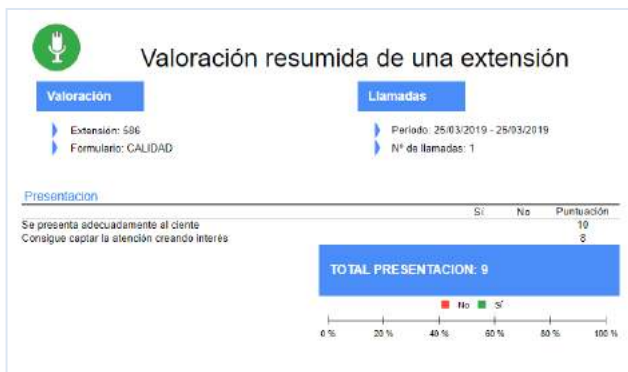 Valoración resumida de una extensión
Valoración
Llamadas
Extensión: 586
Formulario: CALIDAD
Período: 25/03/2019 - 25/03/2019
Nº de llamadas: 1
Presentacion
Sí No Puntuación
Se presenta adecuadamente al ciente 10
Consigue captar la atención creando interés 8
TOTAL PRESENTACION: 9
No Sí
0 % 20 % 40 % 60 % 80 % 100 %